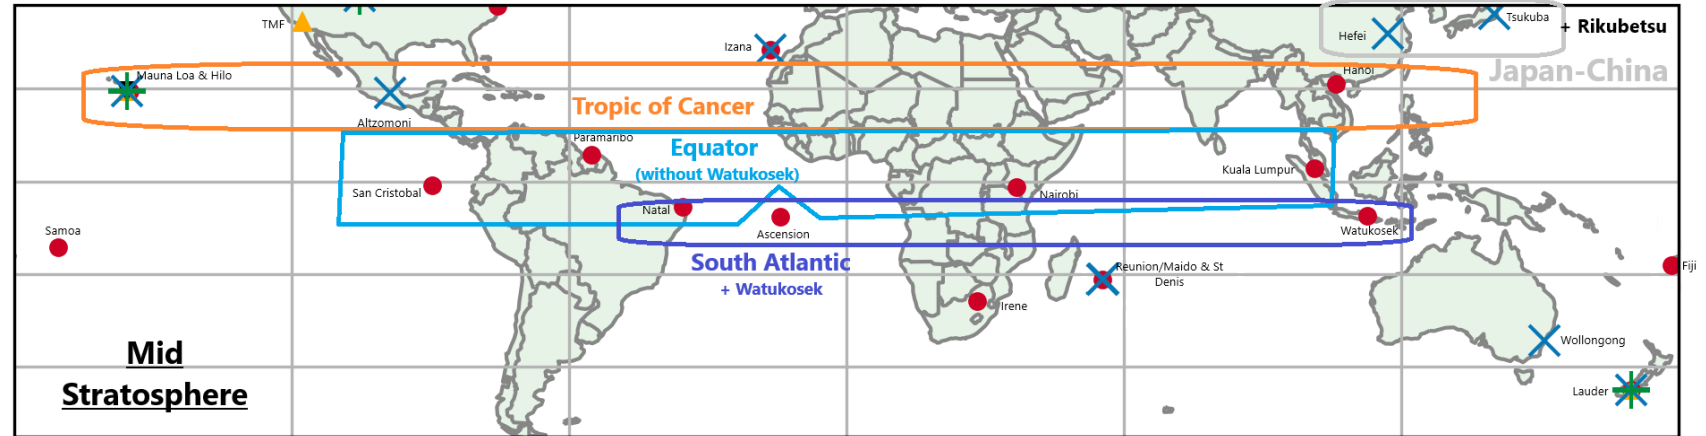 TMF
Izana
Tsukuba
Hefei
+ Rikubetsu
Mauna Loa & Hilo
Hanoi
Japan-China
Tropic of Cancer
Altzomoni
Paramaribo
Equator
(without Watukosek)
Kuala Lumpur
San Cristobal
Nairobi
Natal
Ascension
Watukosek
Samoa
South Atlantic
+ Watukosek
Reunion/Maido & St
Denis
Fiji
Irene
Wollongong
Mid
Stratosphere
Lauder